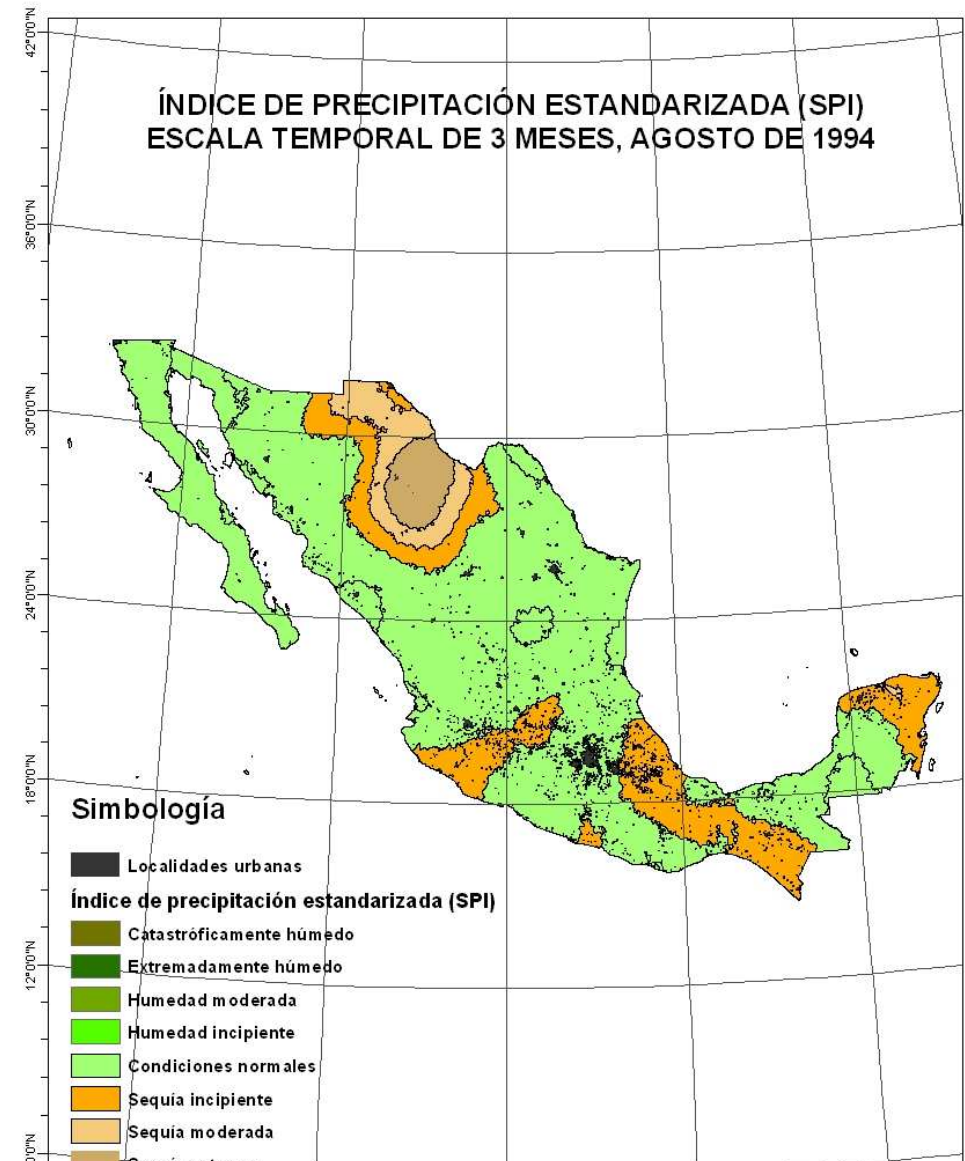 ÍNDICE DE PRECIPITACIÓN ESTANDARIZADA (SPI)
ESCALA TEMPORAL DE 3 MESES, AGOSTO DE 1994
42°0'0"N
36°0'0"N
30°0'0"N
24°0'0"N
18°0'0"N
12°0'0"N
Simbología
Localidades urbanas
Índice de precipitación estandarizada (SPI)
Catastróficamente húmedo
Extremadamente húmedo
Humedad moderada
Humedad incipiente
Condiciones normales
Sequía incipiente
Sequía moderada